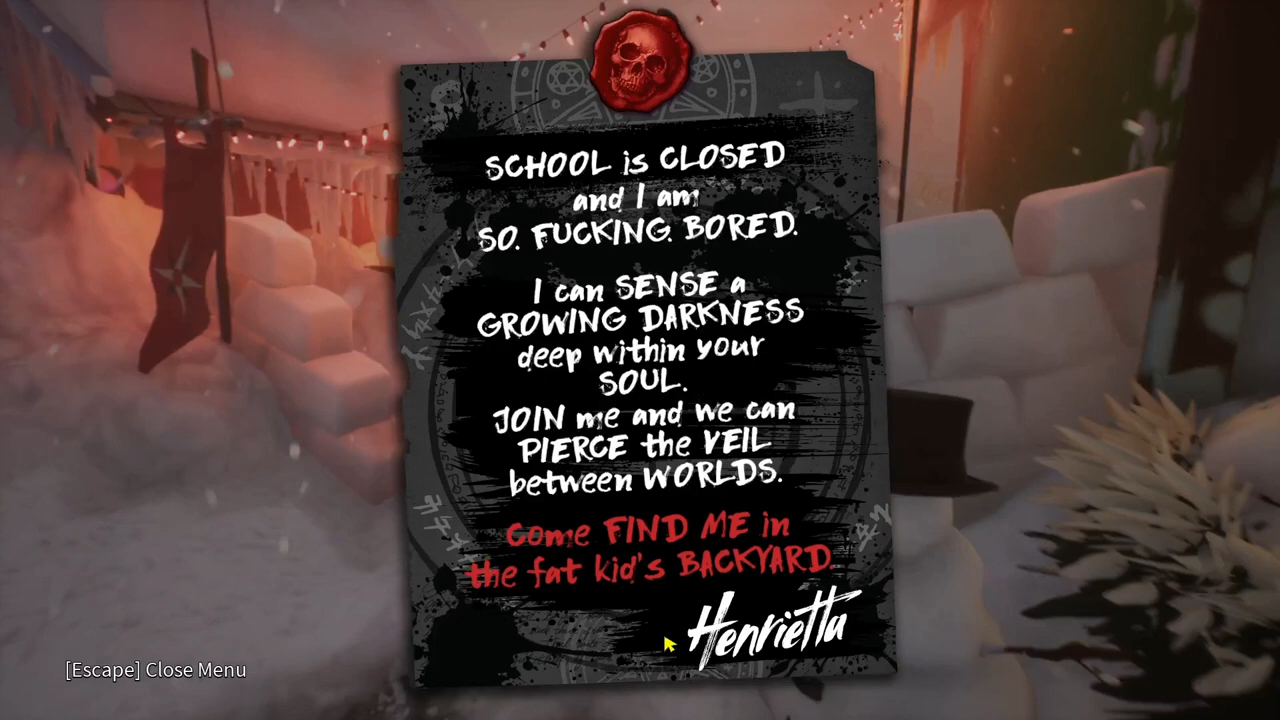 SCHOOL is CLOSED
and I am
SO. FUCKING. BORED.
I can SENSE a
GROWING DARKNESS
deep within your
SOUL.
JOIN me and we can
PIERCE the VEIL
between WORLDS.
Come FIND ME in
the fat kid's BACKYARD.
Henrietta
[Escape] Close Menu